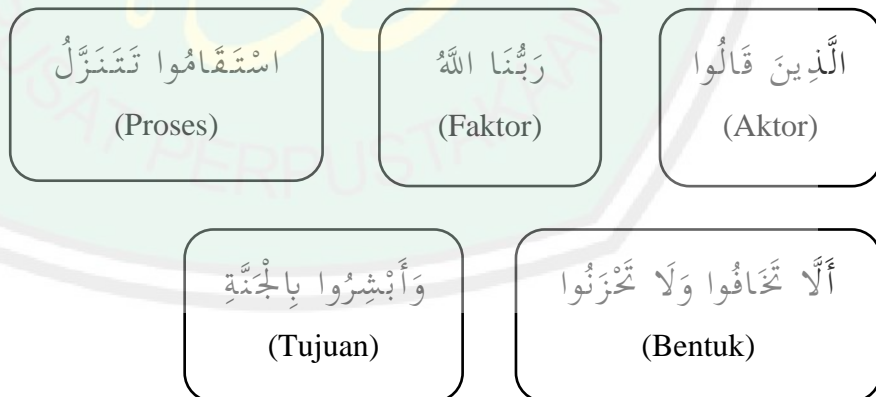 الَّذِينَ قَالُوا
(Aktor)
رَبُّنَا اللَّهُ
(Faktor)
اسْتَقَامُوا تَتَنَزَّلُ
(Proses)
أَلَّا تَخَافُوا وَلَا تَحْزَنُوا
(Bentuk)
وَأَبْشِرُوا بِالْجَنَّةِ
(Tujuan)